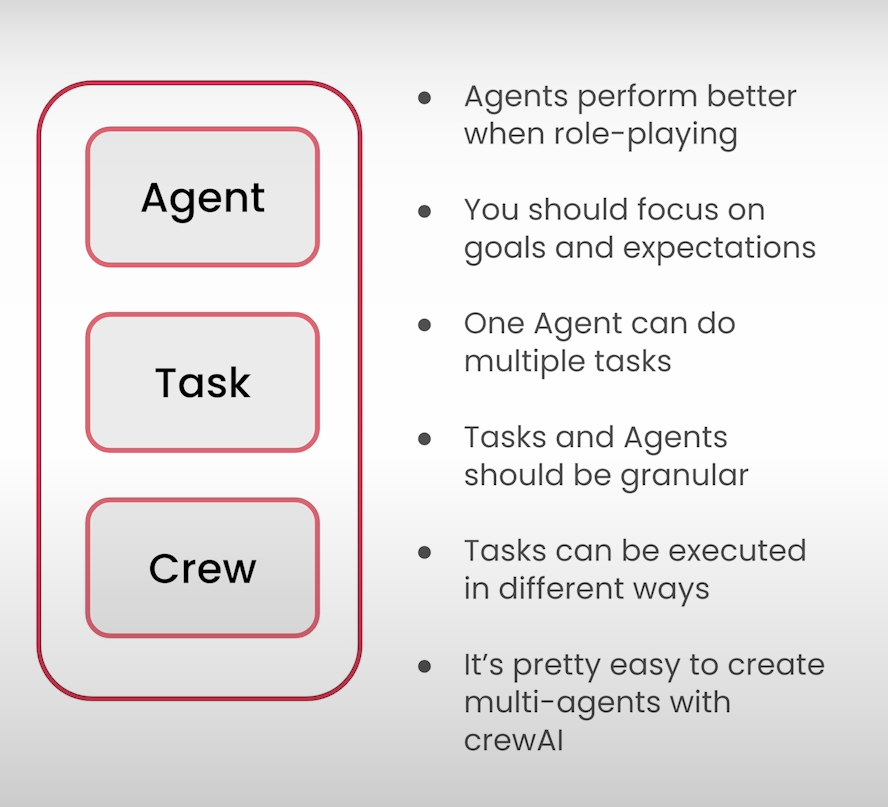 Agent
Task
Crew
● Agents perform better
when role-playing
● You should focus on
goals and expectations
● One Agent can do
multiple tasks
● Tasks and Agents
should be granular
● Tasks can be executed
in different ways
● It’s pretty easy to create
multi-agents with
crewAI